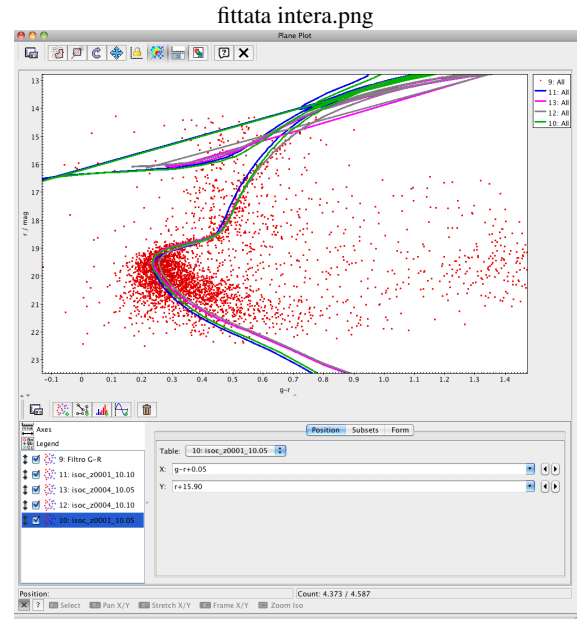 fittata intera.png
Plane Plot
13
14
15
16
17
18
19
20
21
22
23
r / mag
-0.1 0 0.1 0.2 0.3 0.4 0.5 0.6 0.7 0.8 0.9 1 1.1 1.2 1.3 1.4
g-r
9: All
11: All
13: All
12: All
10: All
Axes
Legend
9: Filtro G-R
11: isoc_z0001_10.10
13: isoc_z0004_10.05
12: isoc_z0004_10.10
10: isoc_z0001_10.05
Position Subsets Form
Table: 10: isoc_z0001_10.05
X: g-r+0.05
Y: r+15.90
Position:
Count: 4.373 / 4.587
Select Pan X/Y Stretch X/Y Frame X/Y Zoom iso